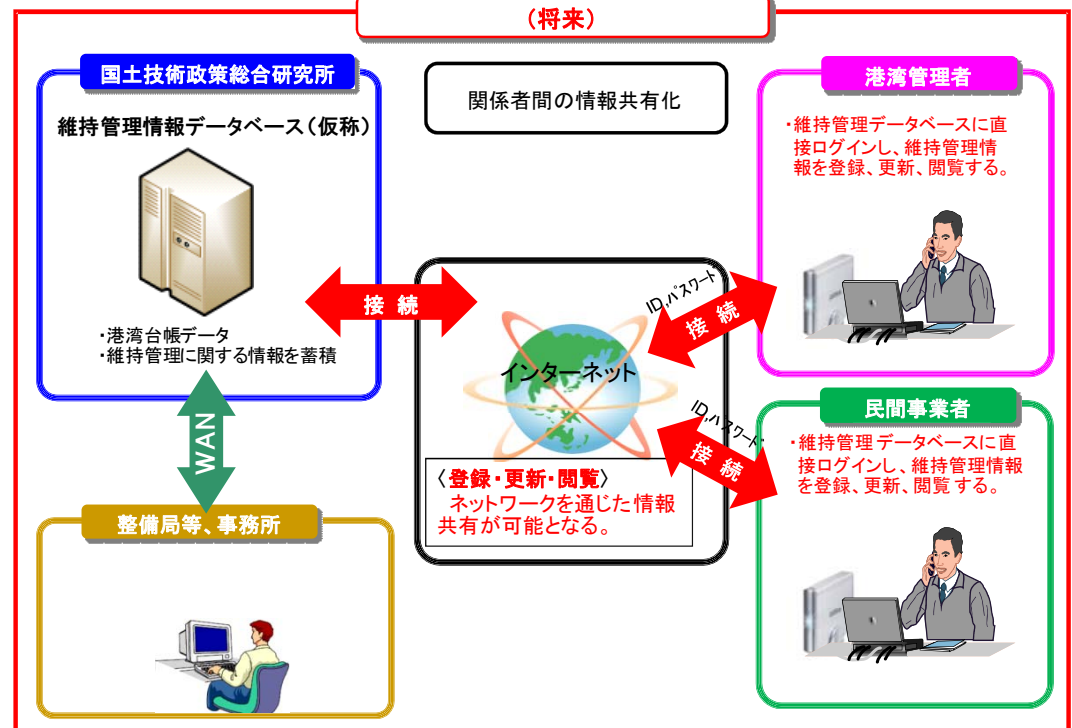 (将来)
国土技術政策総合研究所
維持管理情報データベース(仮称)
・港湾台帳データ
・維持管理に関する情報を蓄積
関係者間の情報共有化
港湾管理者
・維持管理データベースに直
接ログインし、維持管理情
報を登録、更新、閲覧する。
接 続
ID,パスワード
接 続
インターネット
ID,パスワード
接 続
〈登録・更新・閲覧〉
ネットワークを通じた情報
共有が可能となる。
民間事業者
・維持管理データベースに直
接ログインし、維持管理情報
を登録、更新、閲覧する。
WAN
整備局等、事務所